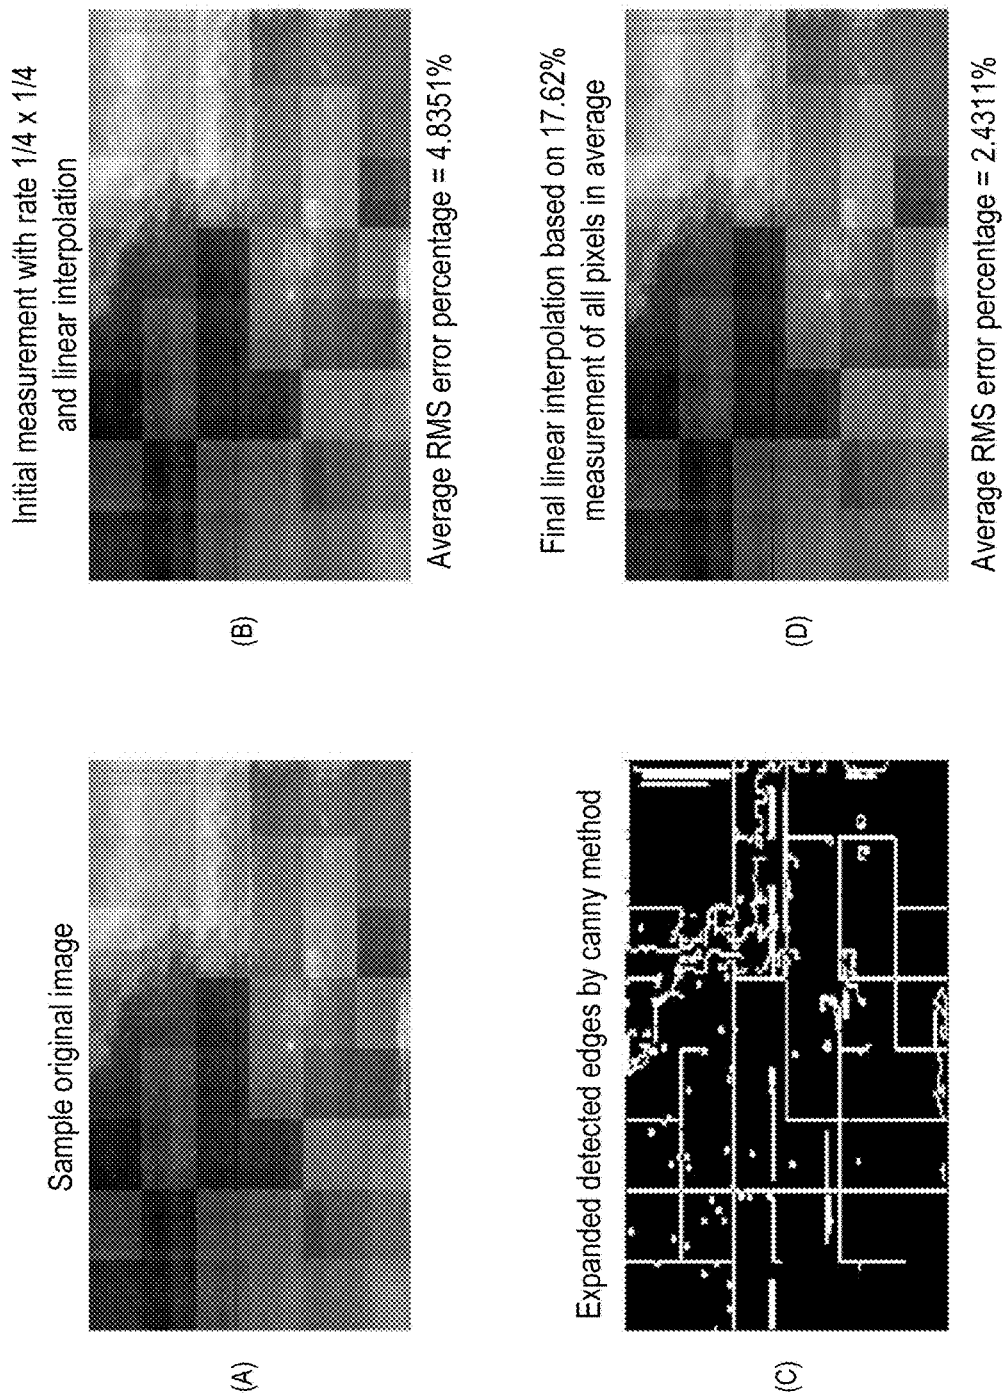 Sample original image
(A)
Initial measurement with rate 1/4 x 1/4
and linear interpolation
(B)
Average RMS error percentage = 4.8351%
Expanded detected edges by canny method
(C)
Final linear interpolation based on 17.62%
measurement of all pixels in average
(D)
Average RMS error percentage = 2.4311%